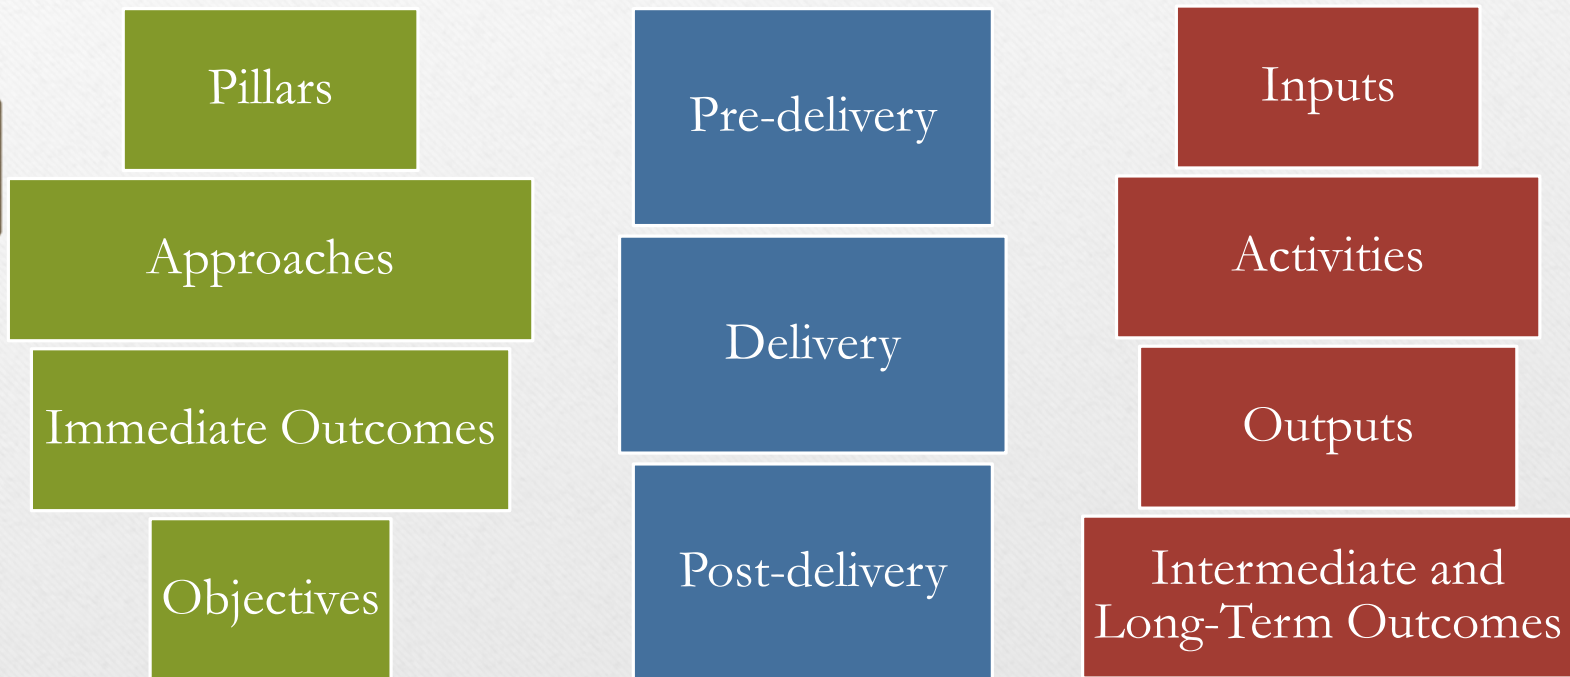 Pillars
Approaches
Immediate Outcomes
Objectives
Pre-delivery
Delivery
Post-delivery
Inputs
Activities
Outputs
Intermediate and
Long-Term Outcomes